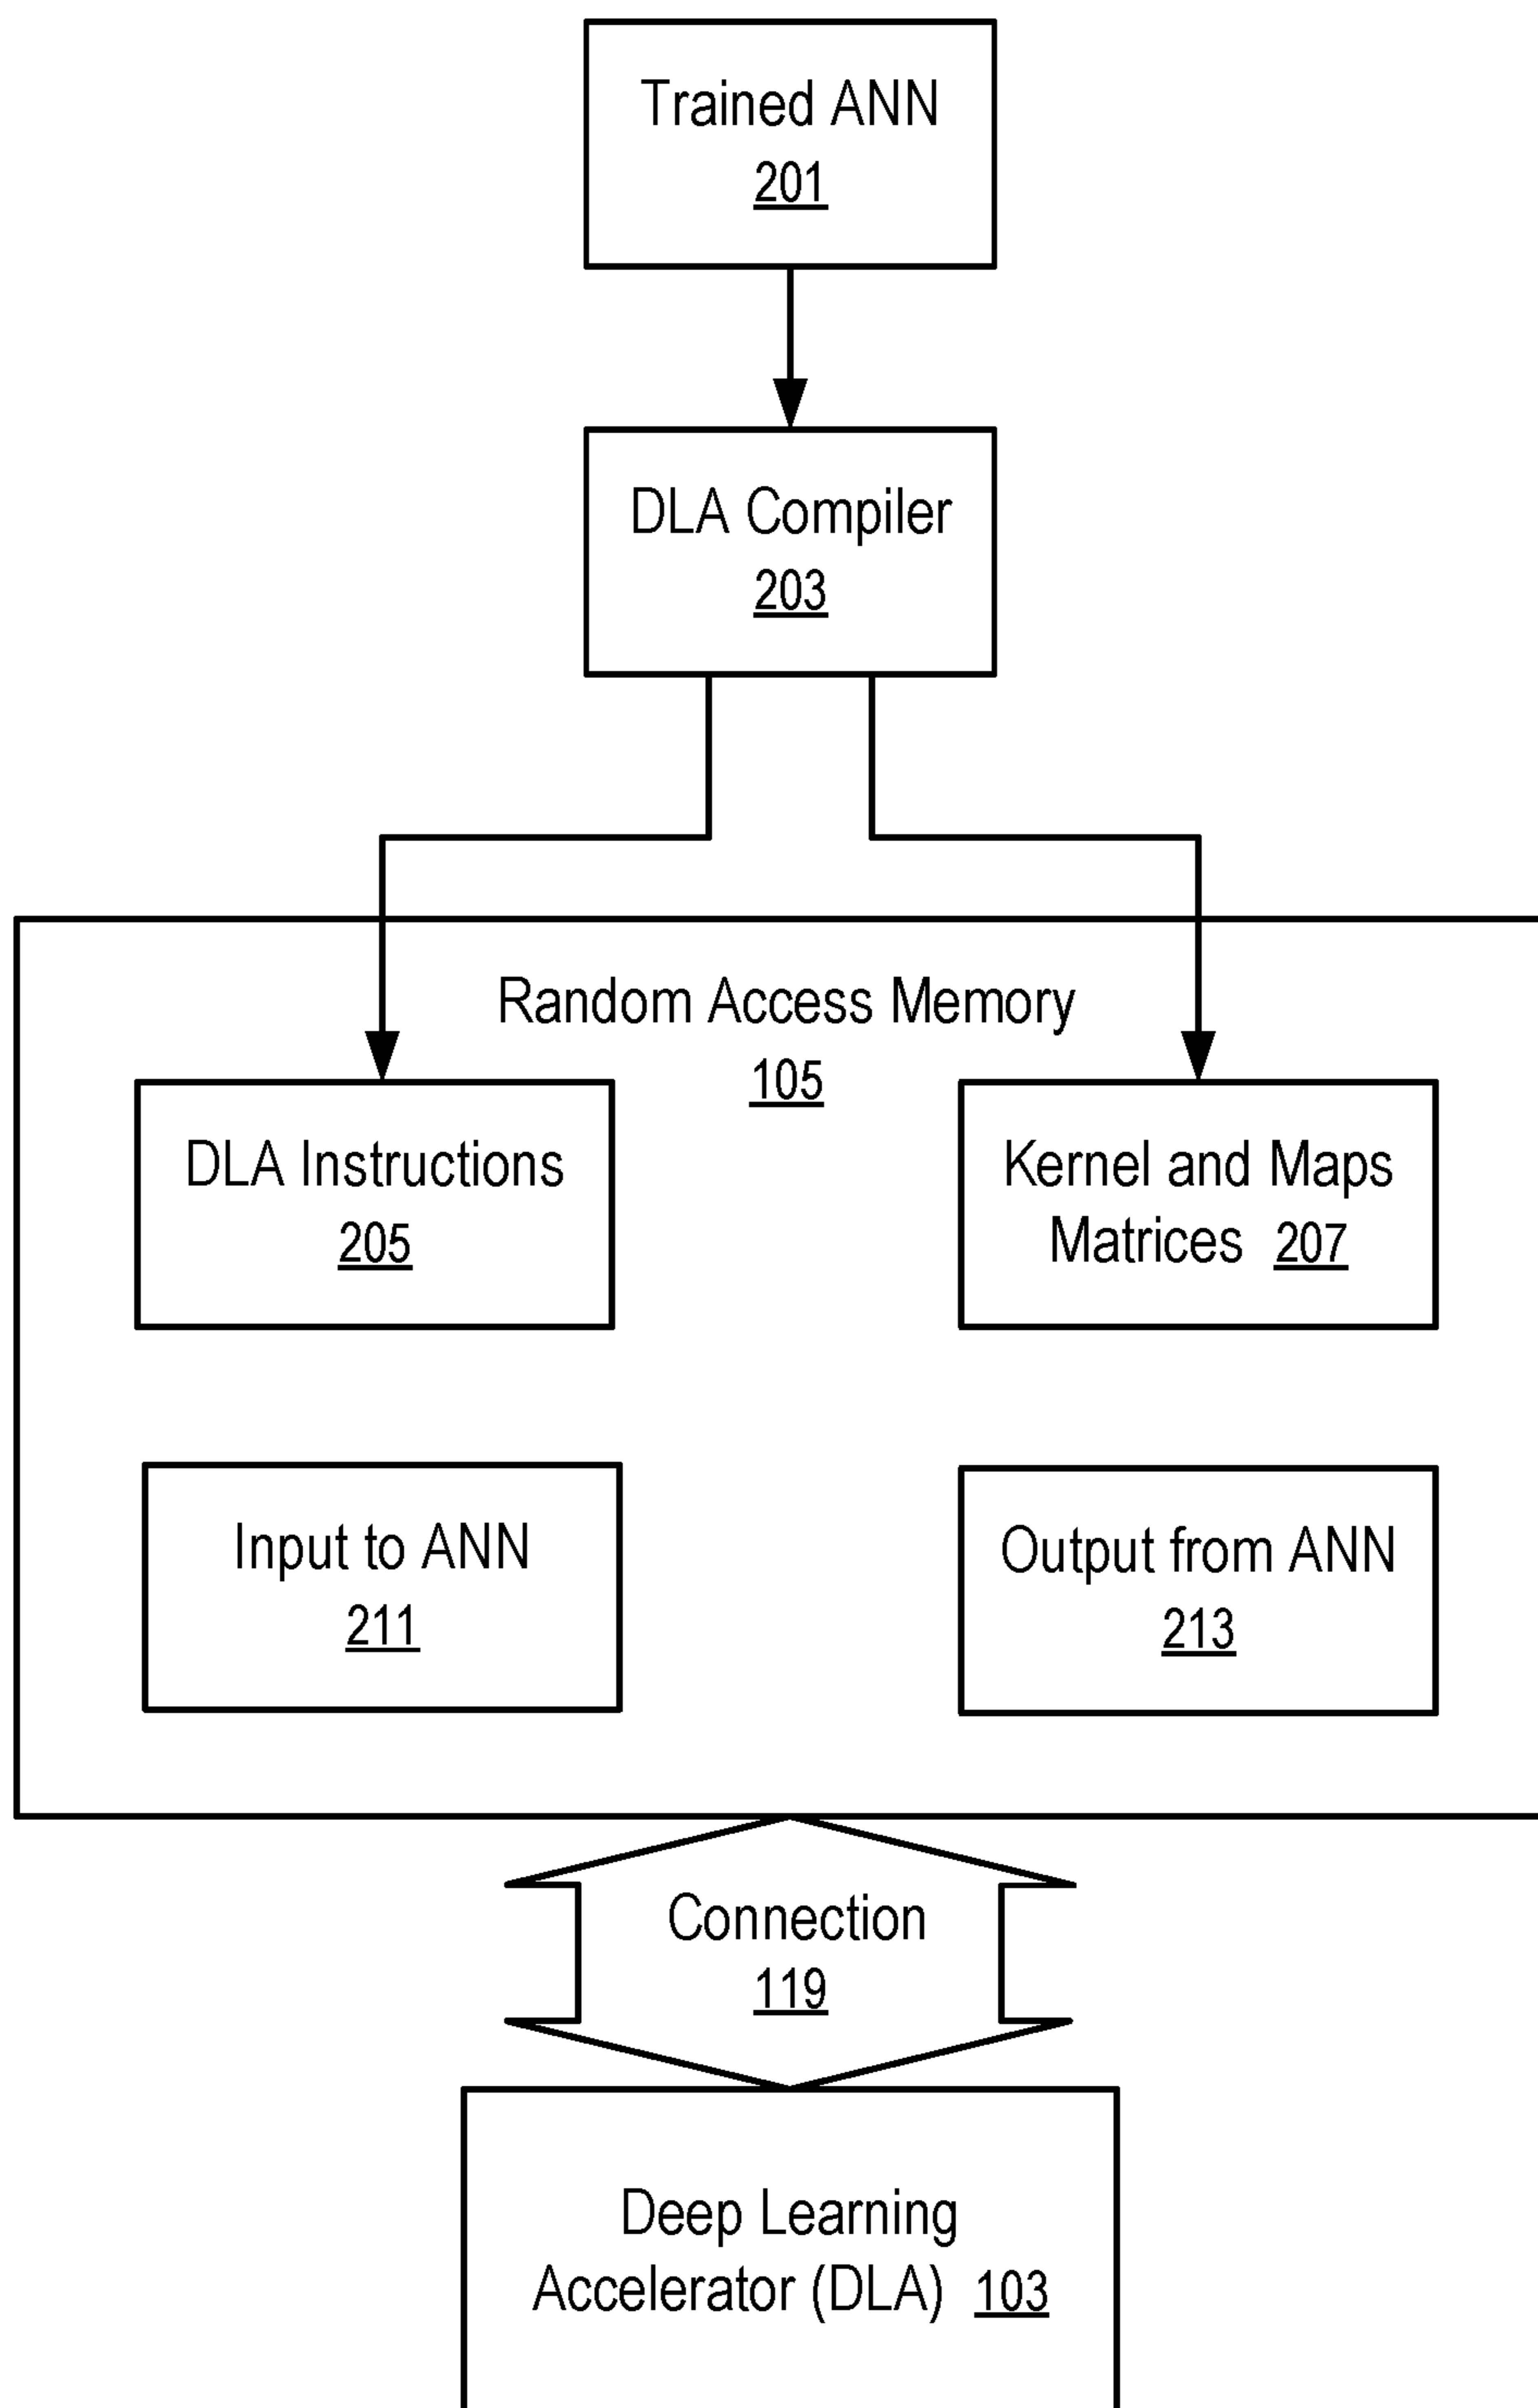 Trained ANN
201
DLA Compiler
203
Random Access Memory
105
DLA Instructions
205
Kernel and Maps
Matrices 207
Input to ANN
211
Output from ANN
213
Connection
119
Deep Learning
Accelerator (DLA) 103